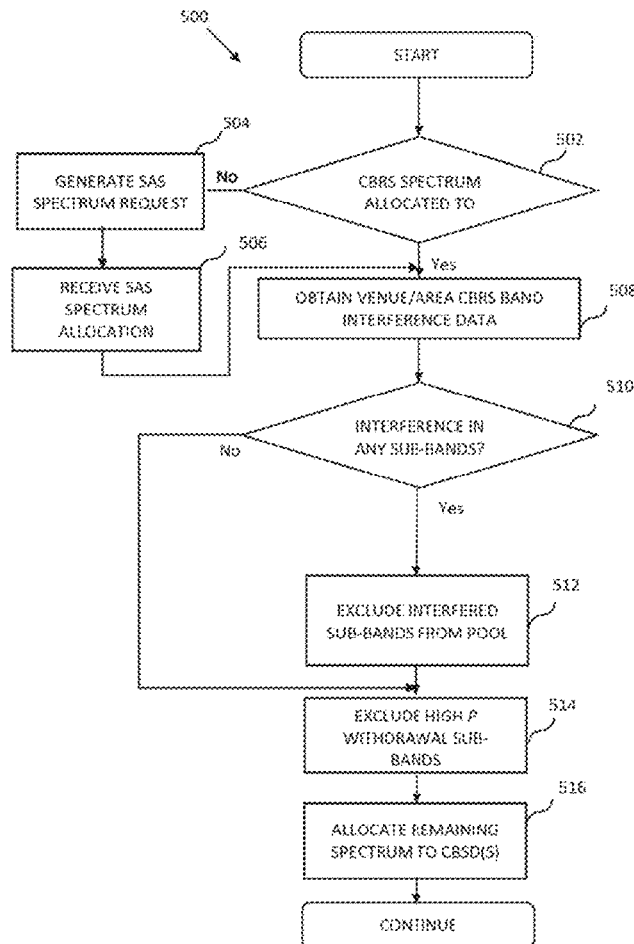 500
START
504
502
GENERATE SAS
SPECTRUM REQUEST
No
CBRS SPECTRUM
ALLOCATED TO
506
Yes
RECEIVE SAS
SPECTRUM
ALLOCATION
OBTAIN VENUE/AREA CBRS BAND
INTERFERENCE DATA
508
510
INTERFERENCE IN
ANY SUB-BANDS?
No
Yes
512
EXCLUDE INTERFERED
SUB-BANDS FROM POOL
514
EXCLUDE HIGH P
WITHDRAWAL SUB-
BANDS
516
ALLOCATE REMAINING
SPECTRUM TO CBSD(S)
CONTINUE